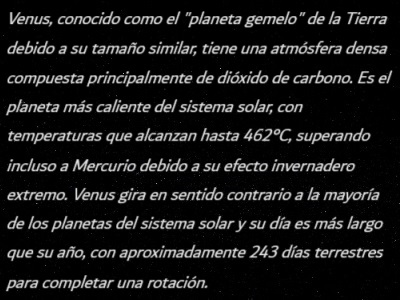 Venus, conocido como el "planeta gemelo" de la Tierra
debido a su tamaño similar, tiene una atmósfera densa
compuesta principalmente de dióxido de carbono. Es el
planeta más caliente del sistema solar, con
temperaturas que alcanzan hasta 462°C, superando
incluso a Mercurio debido a su efecto invernadero
extremo. Venus gira en sentido contrario a la mayoría
de los planetas del sistema solar y su día es más largo
que su año, con aproximadamente 243 días terrestres
para completar una rotación.